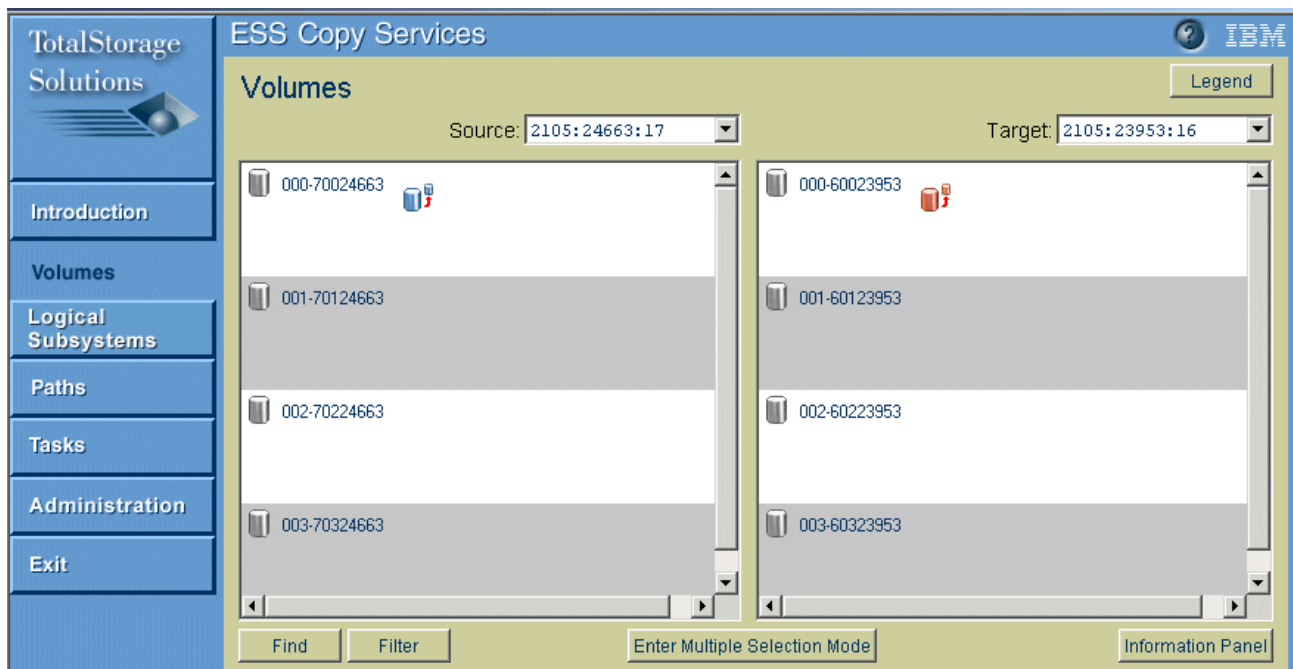 TotalStorage
Solutions
ESS Copy Services
IBM
Volumes
Legend
Source: 2105:24663:17
Target: 2105:23953:16
Introduction
Volumes
Logical
Subsystems
Paths
Tasks
Administration
Exit
000-70024663
001-70124663
002-70224663
003-70324663
000-60023953
001-60123953
002-60223953
003-60323953
Find
Filter
Enter Multiple Selection Mode
Information Panel